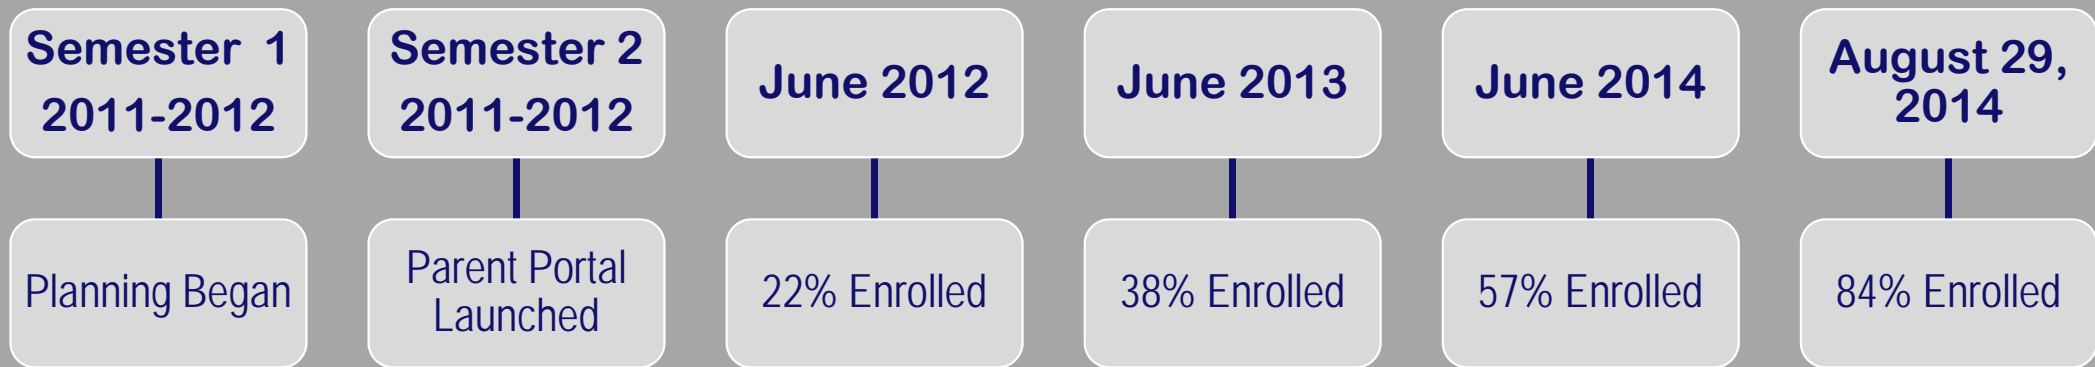 Semester 1
2011-2012
Semester 2
2011-2012
June 2012
June 2013
June 2014
August 29,
2014
Planning Began
Parent Portal
Launched
22% Enrolled
38% Enrolled
57% Enrolled
84% Enrolled